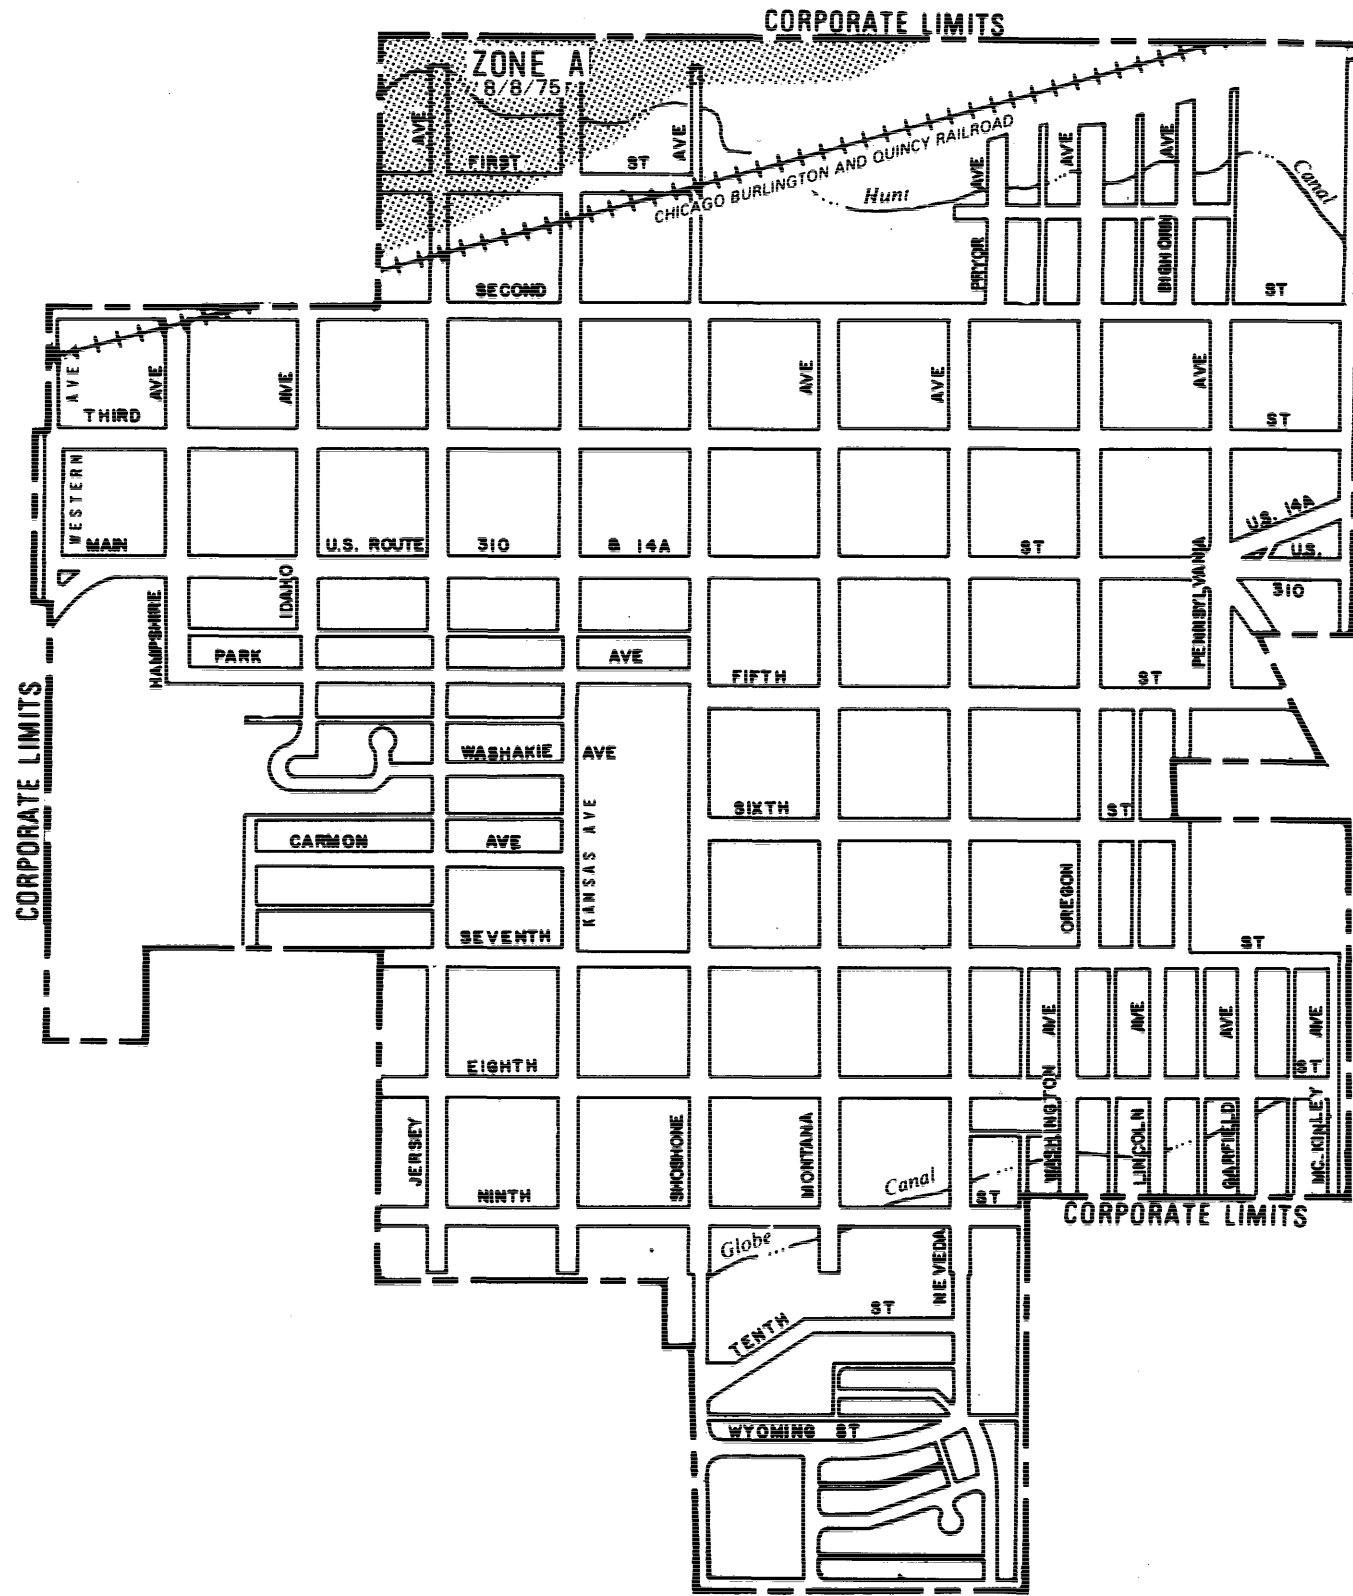 CORPORATE LIMITS
ZONE A
8/8/75
AVE
FIRST ST
AVE
CHICAGO BURLINGTON AND QUINCY RAILROAD
Hunt
Canal
AVE
AVE
AVE
PRYOR
BIGHORN
SECOND ST
AVE
AVE
AVE
AVE
AVE
AVE
THIRD ST
WESTERN
U.S. 14A
MAIN U.S. ROUTE 310 & 14A ST
U.S.
310
HAMPSHIRE
IDAHO
PENNSYLVANIA
PARK AVE
FIFTH ST
CORPORATE LIMITS
WASHAKIE AVE
SIXTH ST
CARMON AVE
KANSAS AVE
OREGON
SEVENTH ST
AVE
AVE
AVE
AVE
EIGHTH ST
JERSEY
SHOSHONE
MONTANA
WASHINGTON
LINCOLN
GARFIELD
MC.KINLEY
Canal
NINTH ST
CORPORATE LIMITS
Globe
NEVEDA
TENTH ST
WYOMING ST